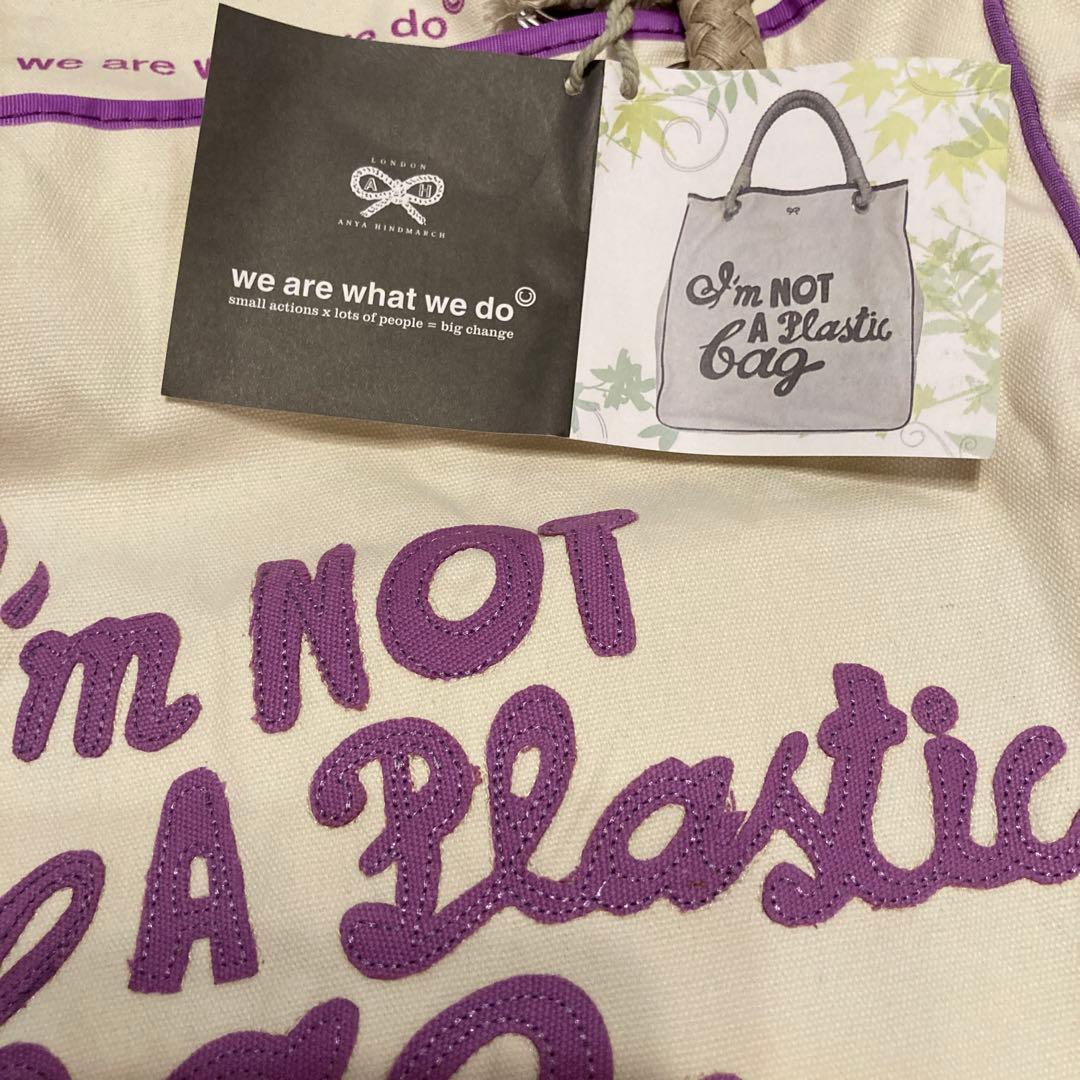 do©
we are
LONDON
A H
ANYA HINDMARCH
we are what we do©
small actions x lots of people = big change
I'm NOT
A Plastic
bag
'm NOT
A Plastic